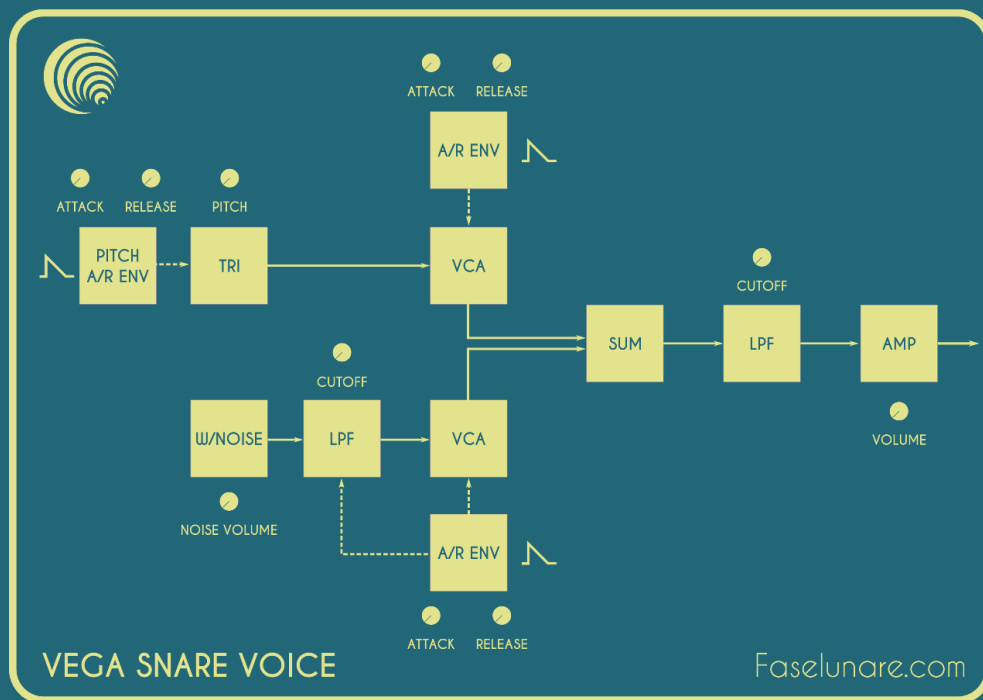 ATTACK RELEASE
A/R ENV
ATTACK RELEASE PITCH
PITCH
A/R ENV
TRI
VCA
CUTOFF
SUM
LPF
AMP
VOLUME
CUTOFF
W/NOISE
LPF
VCA
NOISE VOLUME
A/R ENV
ATTACK RELEASE
VEGA SNARE VOICE
Faselunare.com